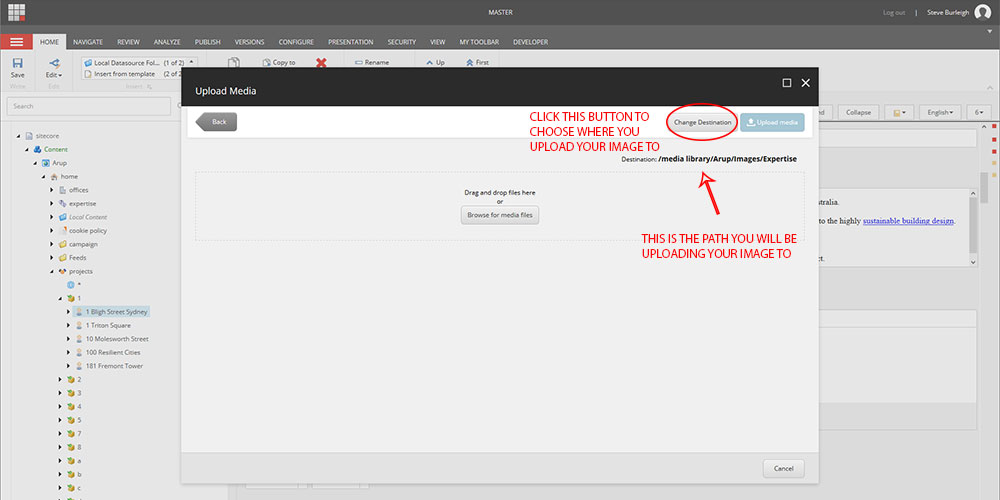 MASTER
Log out | Steve Burleigh
HOME NAVIGATE REVIEW ANALYZE PUBLISH VERSIONS CONFIGURE PRESENTATION SECURITY VIEW MY TOOLBAR DEVELOPER
Save
Write
Edit
Edit
Local Datasource Fol... (1 of 2)
Insert from template (2 of 2
Insert
Copy to
Rename
Up
First
Search
sitecore
Content
Arup
home
offices
expertise
Local Content
cookie policy
campaign
Feeds
projects
*
1
1 Bligh Street Sydney
1 Triton Square
10 Molesworth Street
100 Resilient Cities
181 Fremont Tower
2
3
4
5
7
8
a
b
c
Upload Media
Back
CLICK THIS BUTTON TO
CHOOSE WHERE YOU
UPLOAD YOUR IMAGE TO
Change Destination
Upload media
Destination: /media library/Arup/Images/Expertise
Drag and drop files here
or
Browse for media files
THIS IS THE PATH YOU WILL BE
UPLOADING YOUR IMAGE TO
Cancel
Collapse
English
6
stralia.
to the highly sustainable building design.
ct.